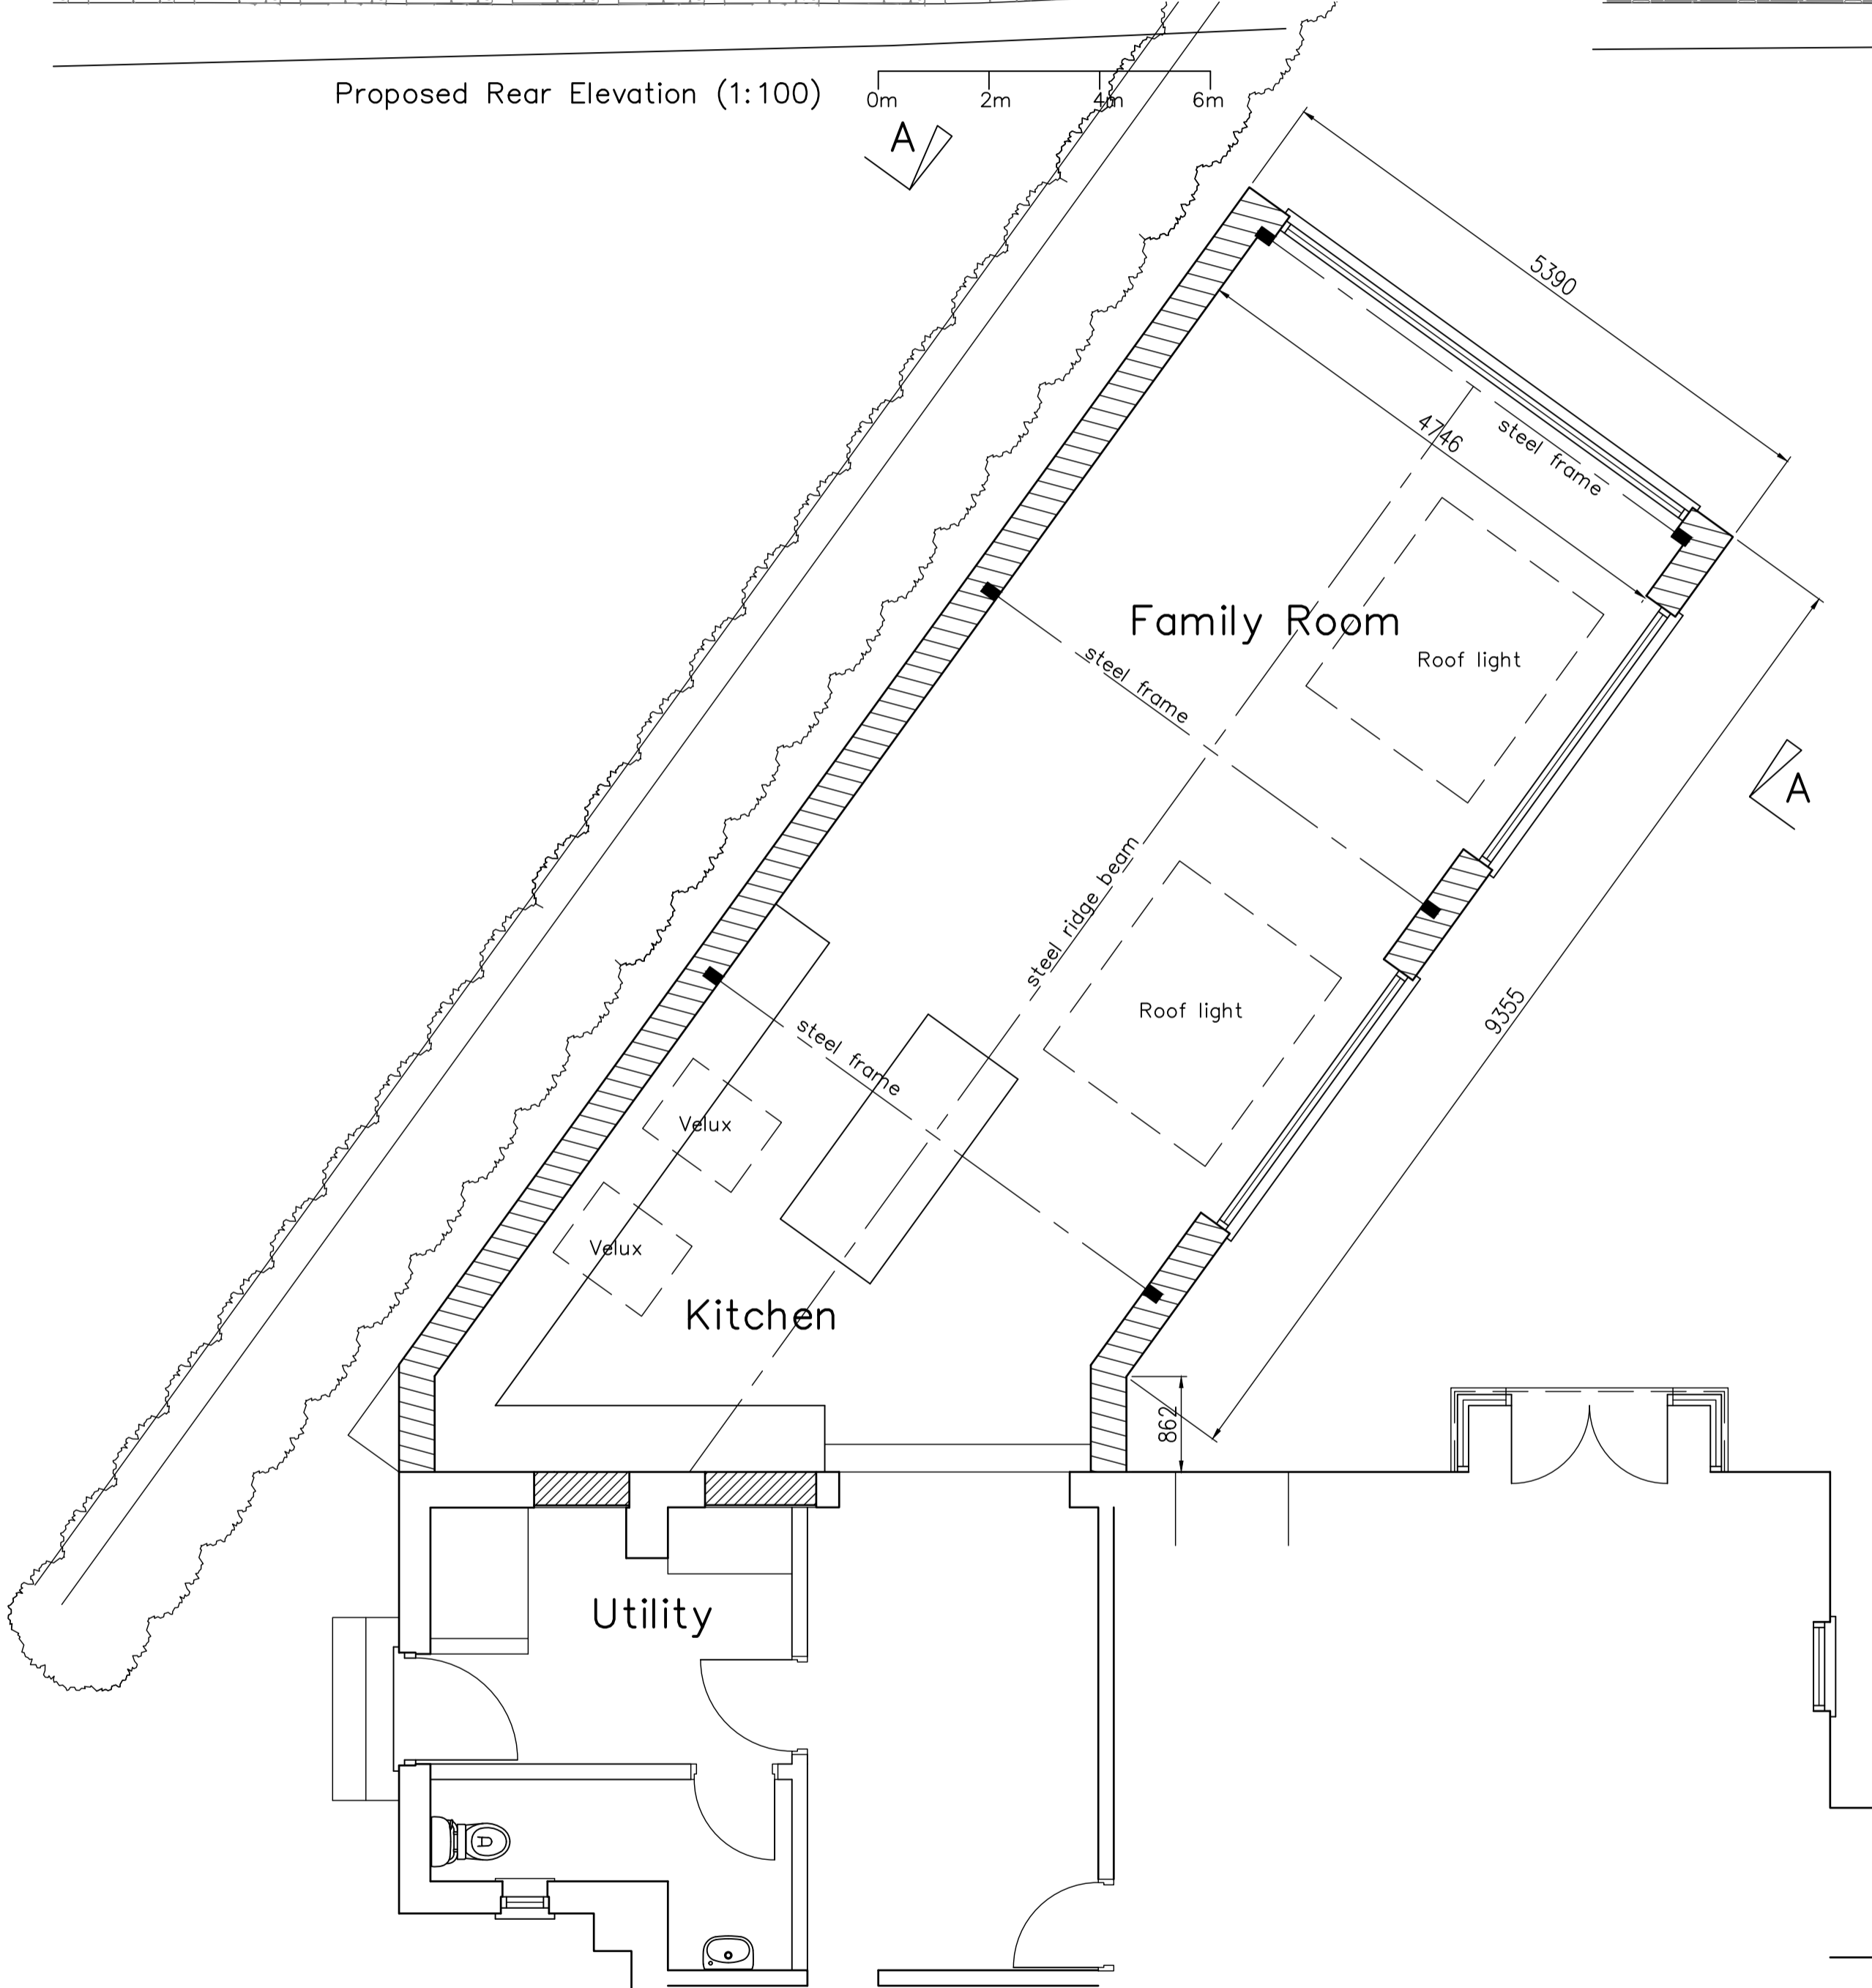 Proposed Rear Elevation (1:100)
0m 2m 4m 6m
A
5390
4746
steel frame
Family Room
Roof light
steel frame
A
steel ridge beam
Roof light
9355
steel frame
Velux
Velux
Kitchen
862
Utility